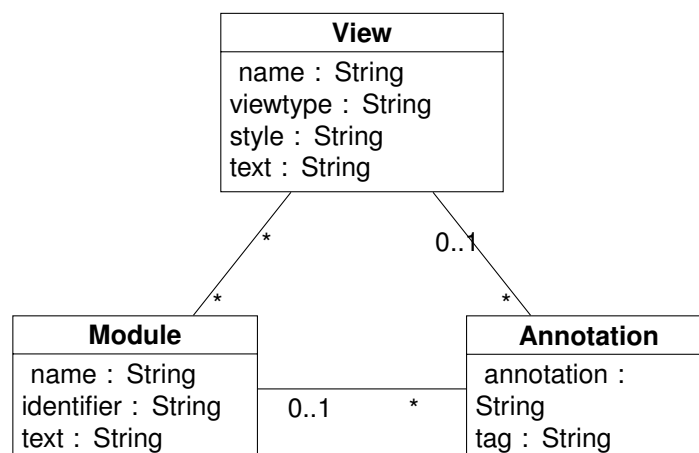 View
name : String
viewtype : String
style : String
text : String
* 0..1
* *
Module
name : String
identifier : String
text : String
0..1 *
Annotation
annotation :
String
tag : String